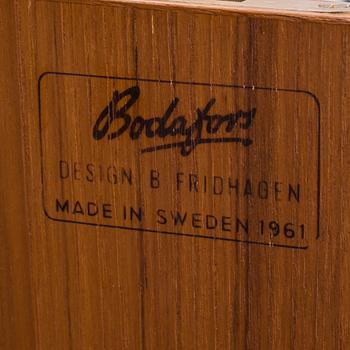 Bodafors
DESIGN B FRIDHAGEN
MADE IN SWEDEN 1961